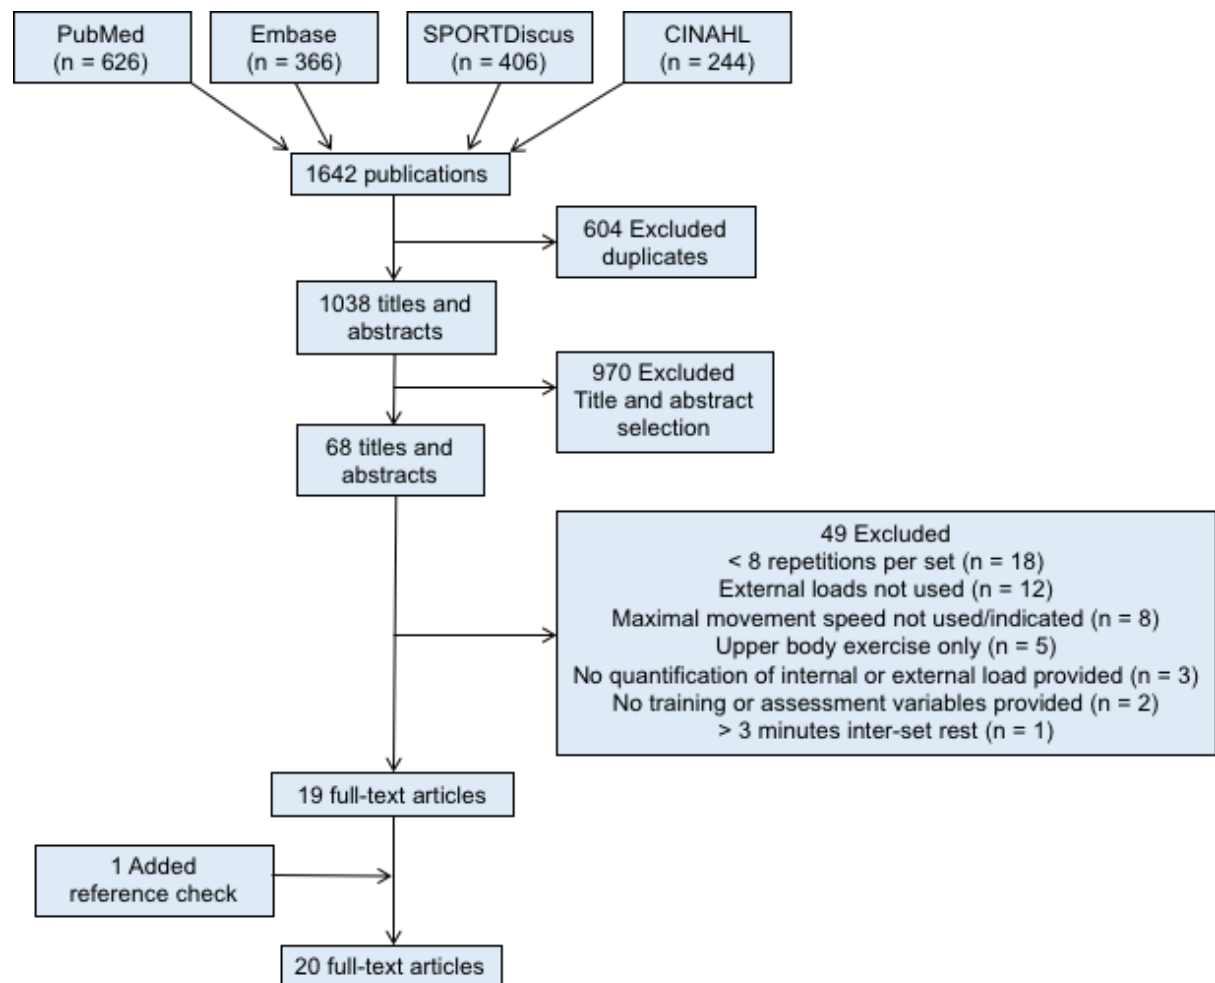 PubMed
(n = 626)
Embase
(n = 366)
SPORTDiscus
(n = 406)
CINAHL
(n = 244)
1642 publications
604 Excluded
duplicates
1038 titles and
abstracts
970 Excluded
Title and abstract
selection
68 titles and
abstracts
49 Excluded
< 8 repetitions per set (n = 18)
External loads not used (n = 12)
Maximal movement speed not used/indicated (n = 8)
Upper body exercise only (n = 5)
No quantification of internal or external load provided (n = 3)
No training or assessment variables provided (n = 2)
> 3 minutes inter-set rest (n = 1)
19 full-text articles
1 Added
reference check
20 full-text articles